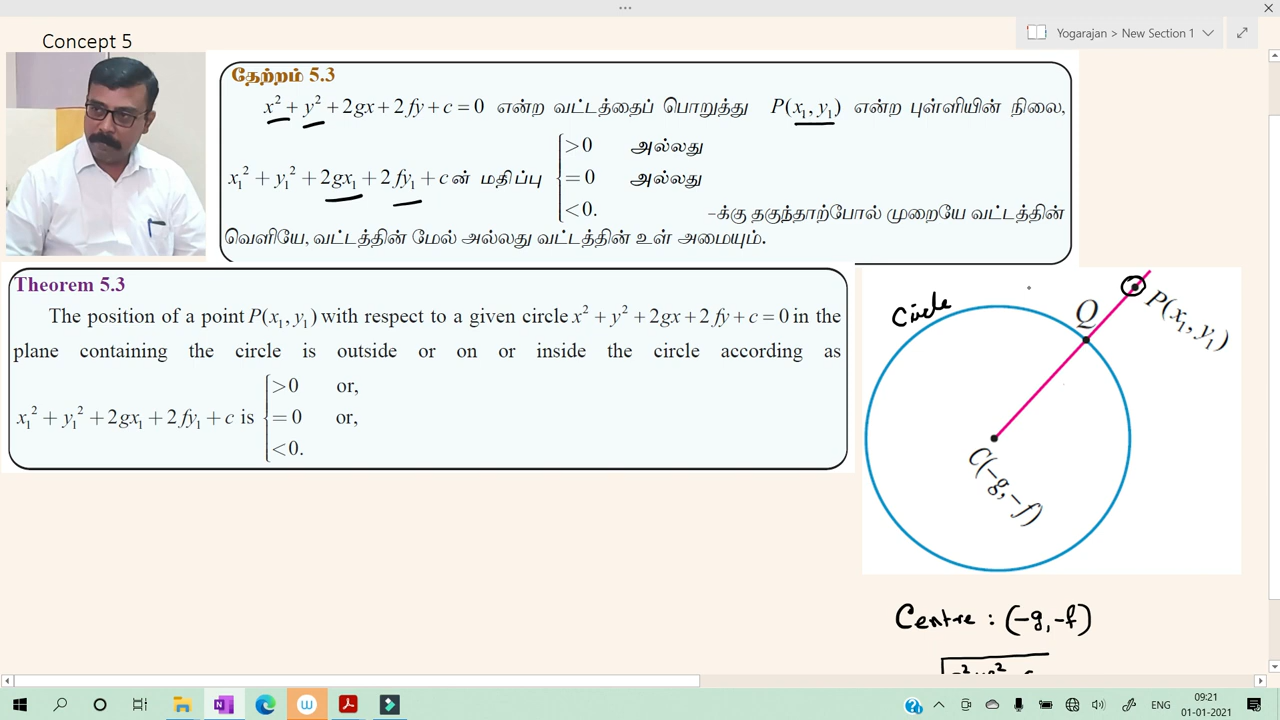 Concept 5
Yogarajan > New Section 1
தேற்றம் 5.3
x² + y² + 2gx + 2fy + c = 0 என்ற வட்டத்தைப் பொறுத்து P(x₁, y₁) என்ற புள்ளியின் நிலை,
>0 அல்லது
x₁² + y₁² + 2gx₁ + 2fy₁ + c ன் மதிப்பு = 0 அல்லது
<0. -க்கு தகுந்தாற்போல் முறையே வட்டத்தின்
வெளியே, வட்டத்தின் மேல் அல்லது வட்டத்தின் உள் அமையும்.
Theorem 5.3
The position of a point P(x₁, y₁) with respect to a given circle x² + y² + 2gx + 2fy + c = 0 in the
plane containing the circle is outside or on or inside the circle according as
>0 or,
x₁² + y₁² + 2gx₁ + 2fy₁ + c is = 0 or,
<0.
Circle
Q
P(x₁, y₁)
C(-g, -f)
Centre : (-g, -f)
ENG
09:21
01-01-2021